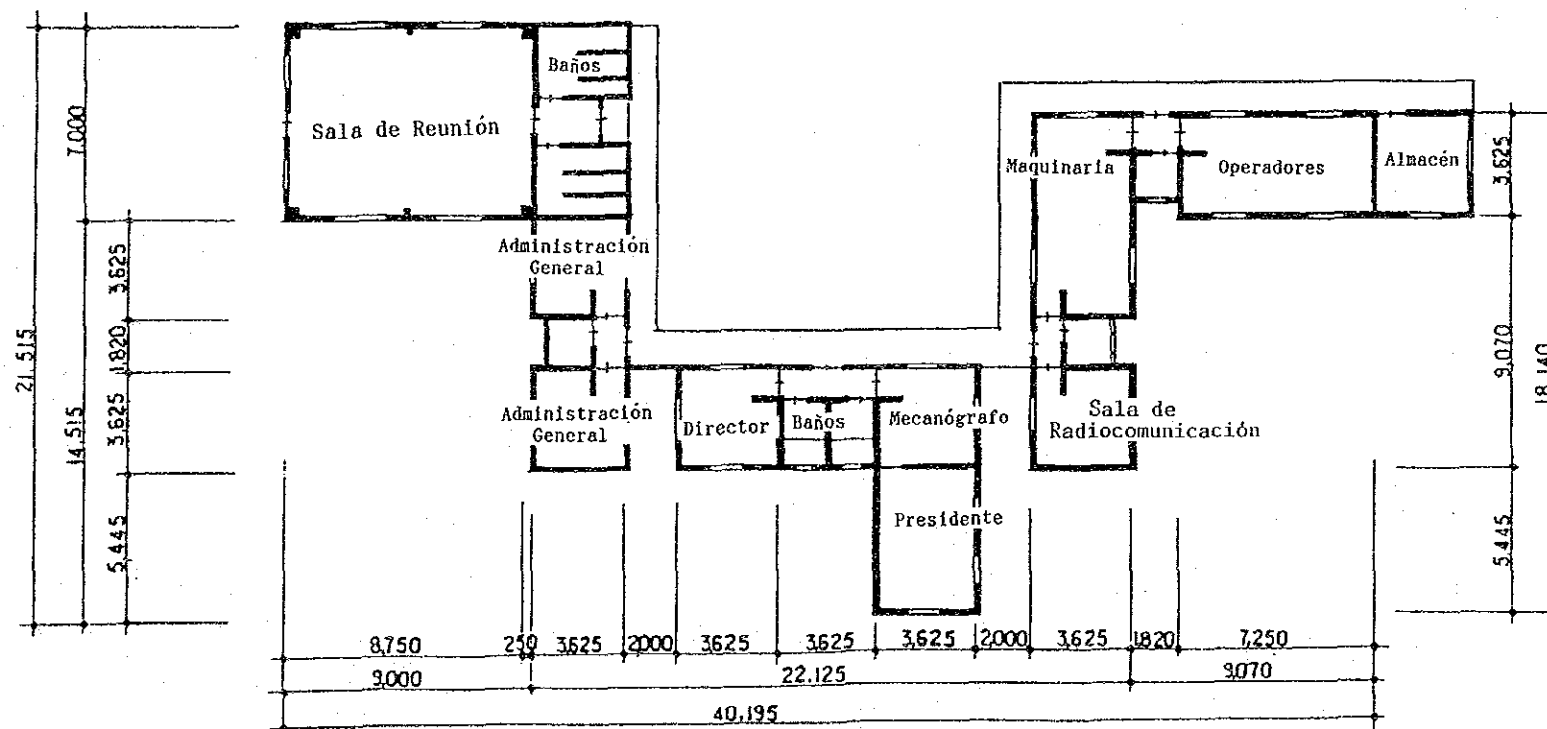 Baños
Sala de Reunión
Maquinaria
Operadores
Almacén
Administración
General
Administración
General
Director
Baños
Mecanógrafo
Sala de
Radiocomunicación
Presidente
7.000
3.625
1.820
3.625
5.445
14.515
21.515
3.625
9.070
5.445
18.140
8.750
250
3.625
2.000
3.625
3.625
3.625
2.000
3.625
1.820
7.250
9.000
22.125
9.070
40.195